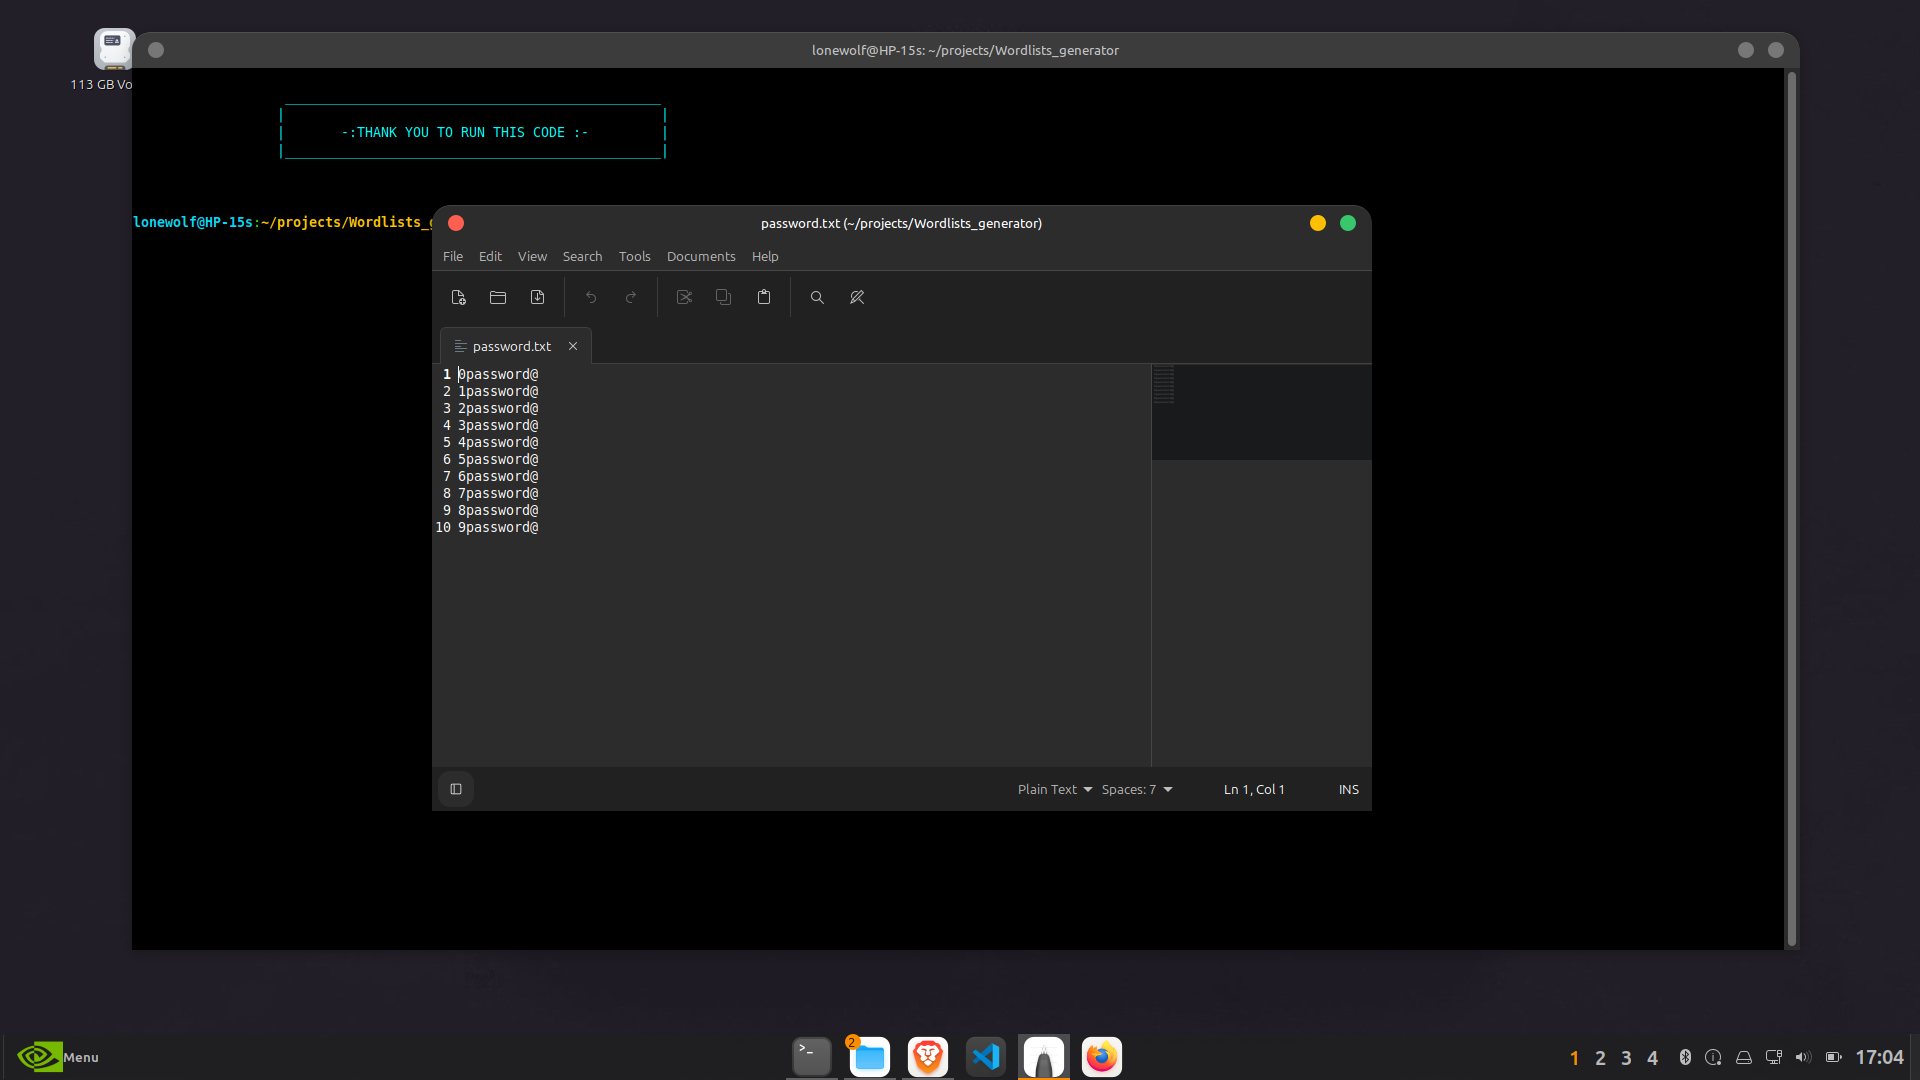 lonewolf@HP-15s: ~/projects/Wordlists_generator
113 GB Vo
-:THANK YOU TO RUN THIS CODE :-
lonewolf@HP-15s:~/projects/Wordlists_
password.txt (~/projects/Wordlists_generator)
File Edit View Search Tools Documents Help
password.txt
1 0password@
2 1password@
3 2password@
4 3password@
5 4password@
6 5password@
7 6password@
8 7password@
9 8password@
10 9password@
Plain Text Spaces: 7 Ln 1, Col 1 INS
Menu >_ 2 1 2 3 4 17:04